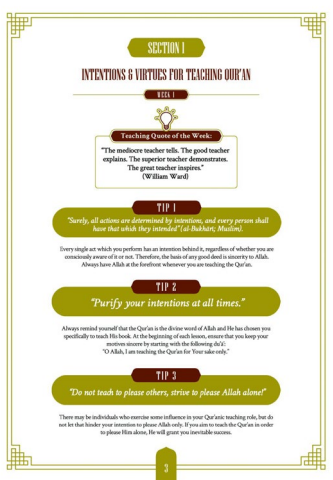 SECTION 1
INTENTIONS & VIRTUES FOR TEACHING QUR'AN
WEEK 1
Teaching Quote of the Week:
"The mediocre teacher tells. The good teacher
explains. The superior teacher demonstrates.
The great teacher inspires."
(William Ward)
TIP 1
"Surely, all actions are determined by intentions, and every person shall
have that which they intended" (al-Bukhārī; Muslim).
Every single act which you perform has an intention behind it, regardless of whether you are
consciously aware of it or not. Therefore, the basis of any good deed is sincerity to Allah.
Always have Allah at the forefront whenever you are teaching the Qur'an.
TIP 2
"Purify your intentions at all times."
Always remind yourself that the Qur'an is the divine word of Allah and He has chosen you
specifically to teach His book. At the beginning of each lesson, ensure that you keep your
motives sincere by starting with the following du'ā':
"O Allah, I am teaching the Qur'an for Your sake only."
TIP 3
"Do not teach to please others, strive to please Allah alone!"
There may be individuals who exercise some influence in your Qur'anic teaching role, but do
not let that hinder your intention to please Allah only. If you aim to teach the Qur'an in order
to please Him alone, He will grant you inevitable success.
3